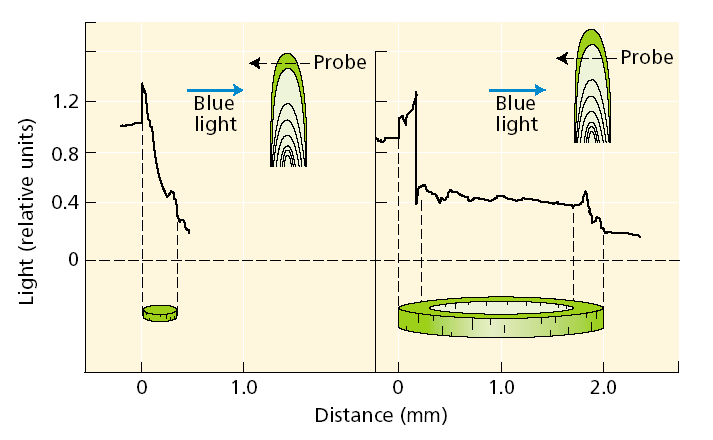 Probe
Blue
light
Probe
Blue
light
1.2
0.8
0.4
0
Light (relative units)
0
1.0
0
1.0
2.0
Distance (mm)